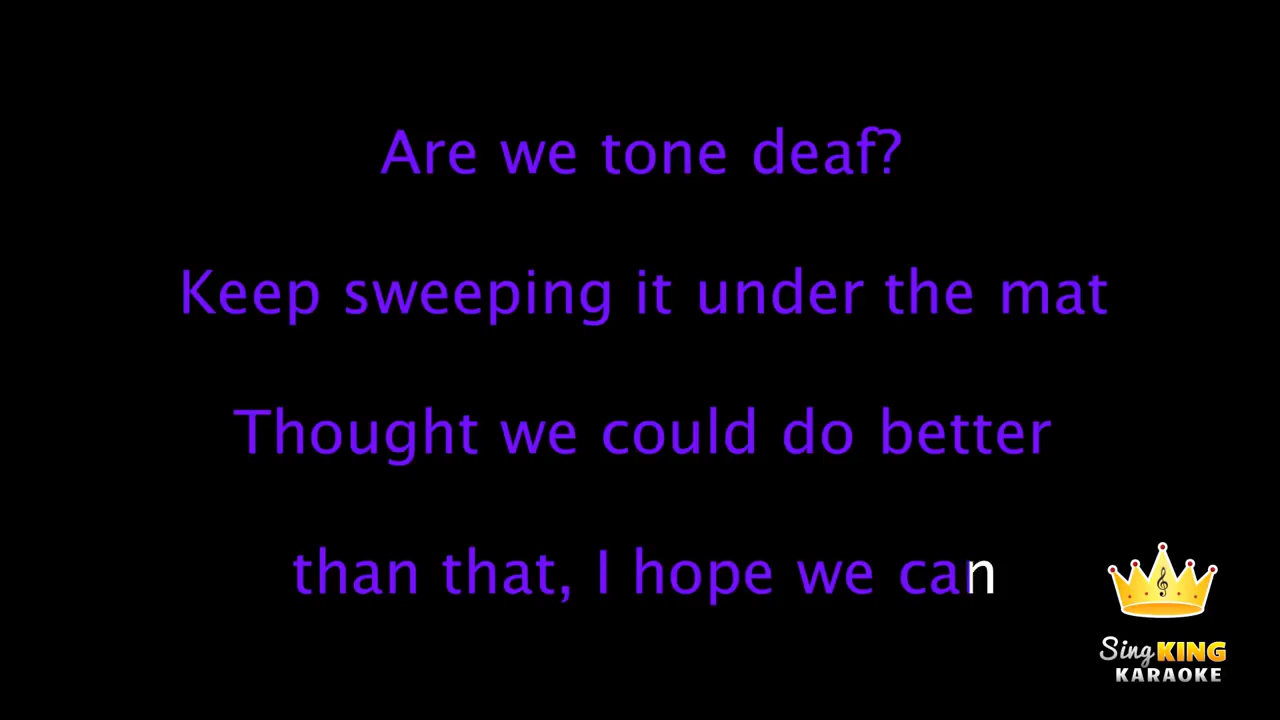 Are we tone deaf?
Keep sweeping it under the mat
Thought we could do better
than that, I hope we can
Sing KING
KARAOKE